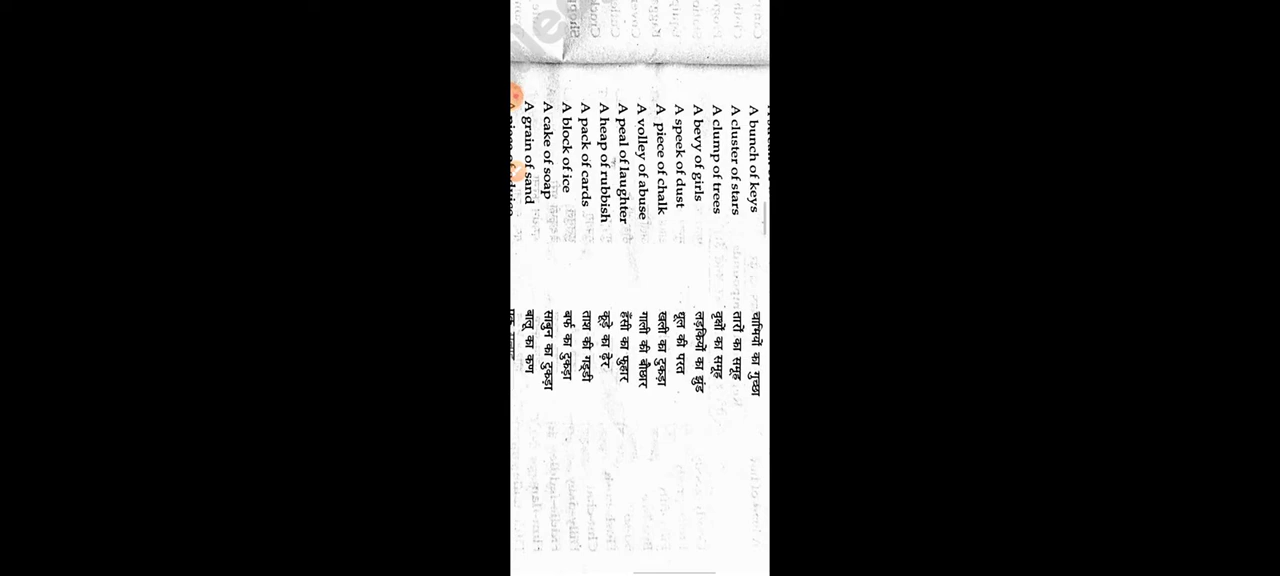 A bunch of keys चाभियों का गुच्छा
A cluster of stars तारों का समूह
A clump of trees वृक्षों का समूह
A bevy of girls लड़कियों का झुंड
A speek of dust धूल की परत
A piece of chalk खली का टुकड़ा
A volley of abuse गाली की बौछार
A peal of laughter हँसी का फुहार
A heap of rubbish कूड़े का ढ़ेर
A pack of cards ताश की गड्डी
A block of ice बर्फ का टुकड़ा
A cake of soap साबुन का टुकड़ा
A grain of sand बालू का कण